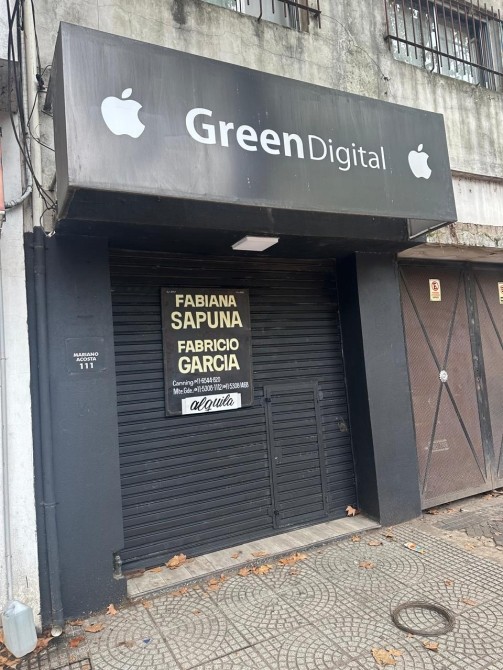 Green Digital
FABIANA
SAPUNA
FABRICIO
GARCIA
alquila
MARIANO
ACOSTA
111